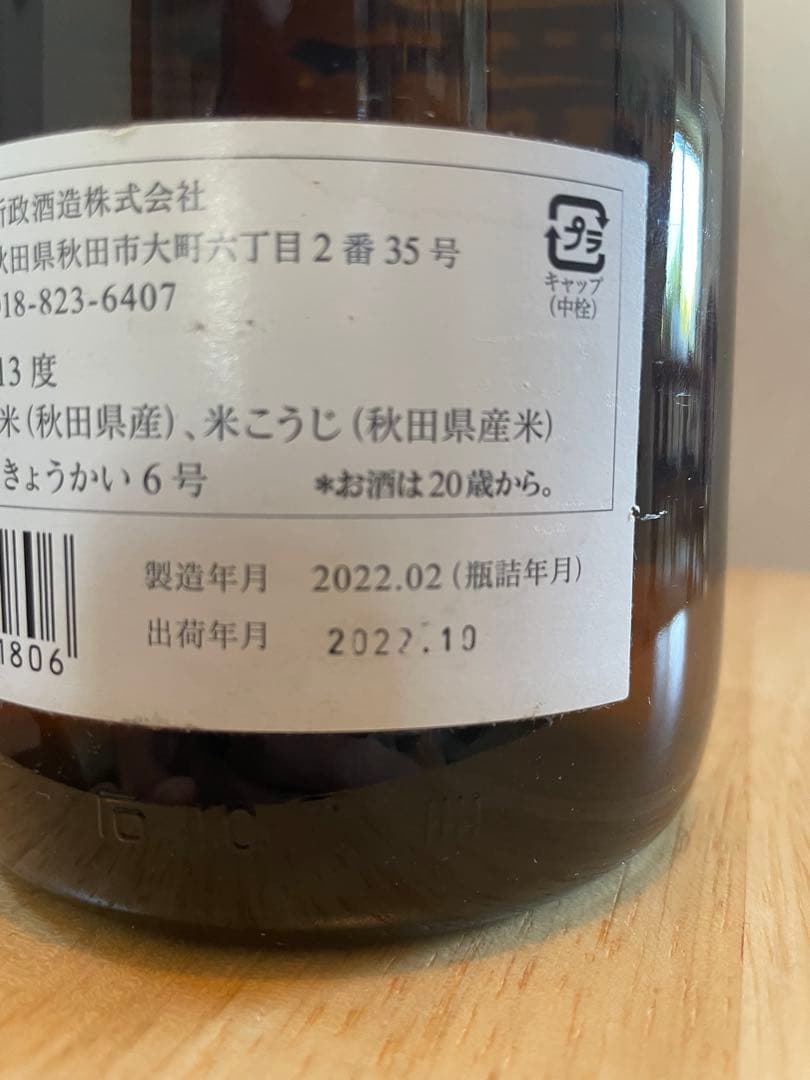 新政酒造株式会社
秋田県秋田市大町六丁目2番35号
018-823-6407
プラ
キャップ
(中栓)
13度
米(秋田県産)、米こうじ(秋田県産米)
きょうかい6号 *お酒は20歳から。
製造年月 2022.02(瓶詰年月)
出荷年月 2022.10
1806